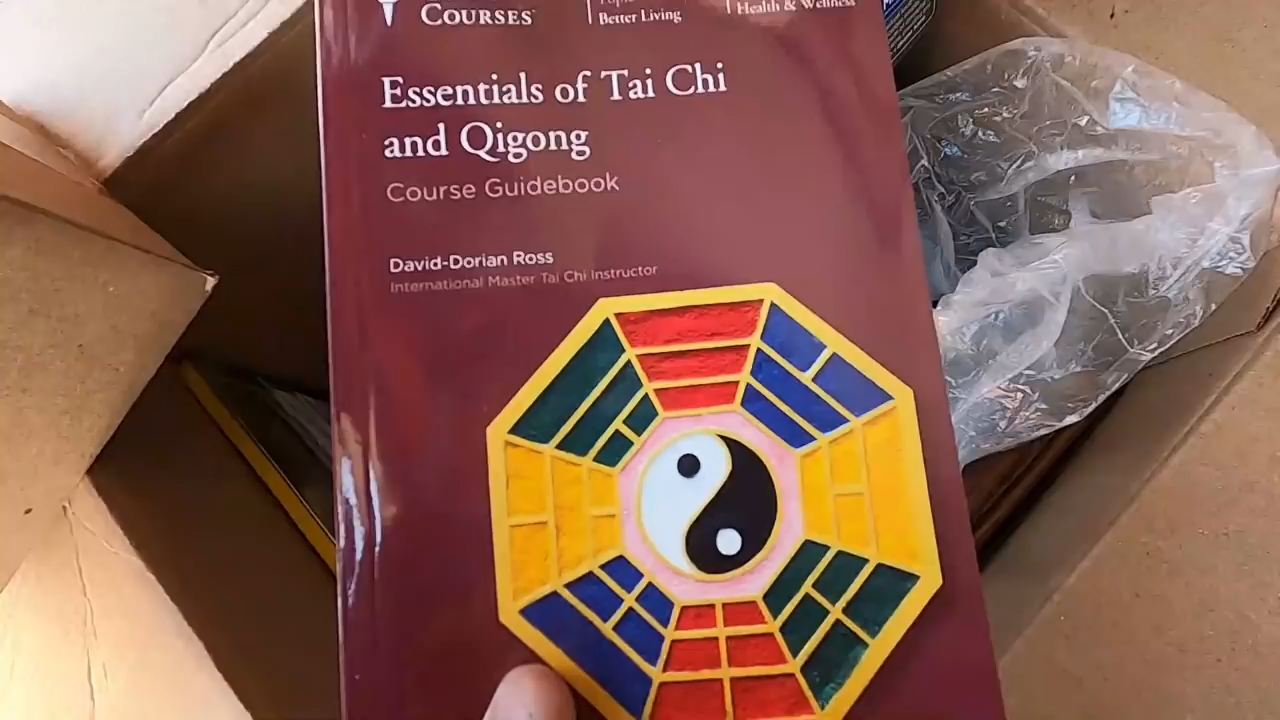 COURSES
Topic
Better Living
Health & Wellness
Essentials of Tai Chi
and Qigong
Course Guidebook
David-Dorian Ross
International Master Tai Chi Instructor